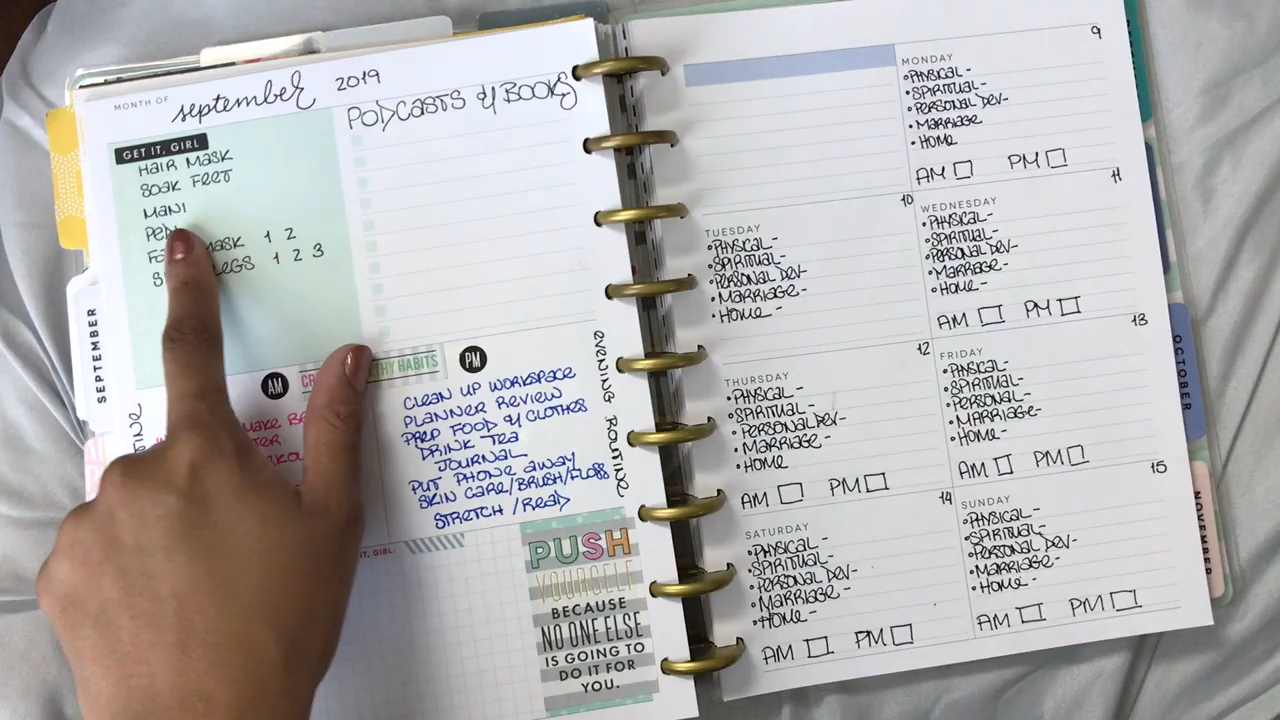 MONTH OF: september 2019
GET IT, GIRL
HAIR MASK
SOAK FEET
MANI
PEDI
MASK 1 2
LEGS 1 2 3
PODCASTS & BOOKS
SEPTEMBER
AM
HEALTHY HABITS
PM
MAKE
CLEAN UP WORKSPACE
PLANNER REVIEW
PREP FOOD & CLOTHES
DRINK TEA
JOURNAL
PUT PHONE AWAY
SKIN CARE/BRUSH/FLOSS
STRETCH / READ
EVENING ROUTINE
IT, GIRL.
PUSH
YOURSELF
BECAUSE
NO ONE ELSE
IS GOING TO
DO IT FOR
YOU.
MONDAY 9
• PHYSICAL -
• SPIRITUAL -
• PERSONAL DEV-
• MARRIAGE -
• HOME -
AM PM
TUESDAY 10
• PHYSICAL -
• SPIRITUAL -
• PERSONAL DEV -
• MARRIAGE -
• HOME -
WEDNESDAY 11
• PHYSICAL -
• SPIRITUAL -
• PERSONAL DEV-
• MARRIAGE -
• HOME -
AM PM
THURSDAY 12
• PHYSICAL -
• SPIRITUAL -
• PERSONAL DEV-
• MARRIAGE -
• HOME
AM PM
FRIDAY 13
• PHYSICAL -
• SPIRITUAL-
• PERSONAL -
• MARRIAGE-
• HOME -
AM PM
SATURDAY 14
• PHYSICAL -
• SPIRITUAL -
• PERSONAL DEV-
• MARRIAGE -
• HOME -
AM PM
SUNDAY 15
• PHYSICAL -
• SPIRITUAL -
• PERSONAL DEV-
• MARRIAGE -
• HOME -
AM PM
OCTOBER
NOVEMBER